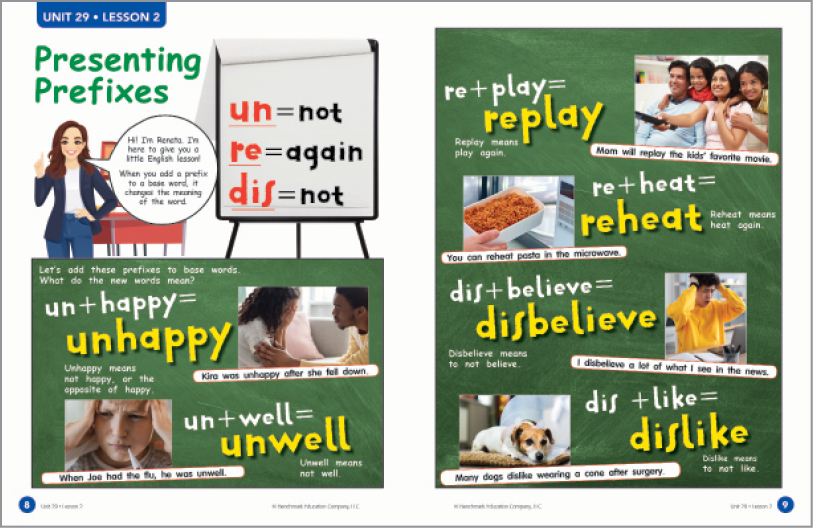 UNIT 29 • LESSON 2
Presenting
Prefixes
Hi! I'm Renata. I'm
here to give you a
little English lesson!
When you add a prefix
to a base word, it
changes the meaning
of the word.
un=not
re=again
dis=not
Let's add these prefixes to base words.
What do the new words mean?
un+happy=
unhappy
Unhappy means
not happy, or the
opposite of happy.
Kira was unhappy after she fell down.
un+well=
unwell
Unwell means
not well.
When Joe had the flu, he was unwell.
8
Unit 29 • Lesson 2
© Benchmark Education Company, LLC
re+play=
replay
Replay means
play again.
Mom will replay the kids' favorite movie.
re+heat=
reheat
Reheat means
heat again.
You can reheat pasta in the microwave.
dis+believe=
disbelieve
Disbelieve means
to not believe.
I disbelieve a lot of what I see in the news.
dis +like=
dislike
Dislike means
to not like.
Many dogs dislike wearing a cone after surgery.
© Benchmark Education Company, LLC
Unit 29 • Lesson 2
9